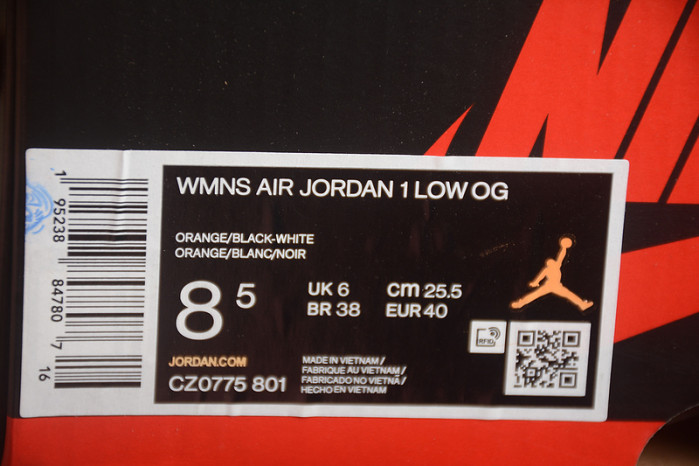 WMNS AIR JORDAN 1 LOW OG
ORANGE/BLACK-WHITE
ORANGE/BLANC/NOIR
8 5
UK 6
BR 38
cm 25.5
EUR 40
JORDAN.COM
CZ0775 801
MADE IN VIETNAM/
FABRIQUE AU VIETNAM/
FABRICADO NO VIETNÃ/
HECHO EN VIETNAM
RFID
1 95238 84780 7
16